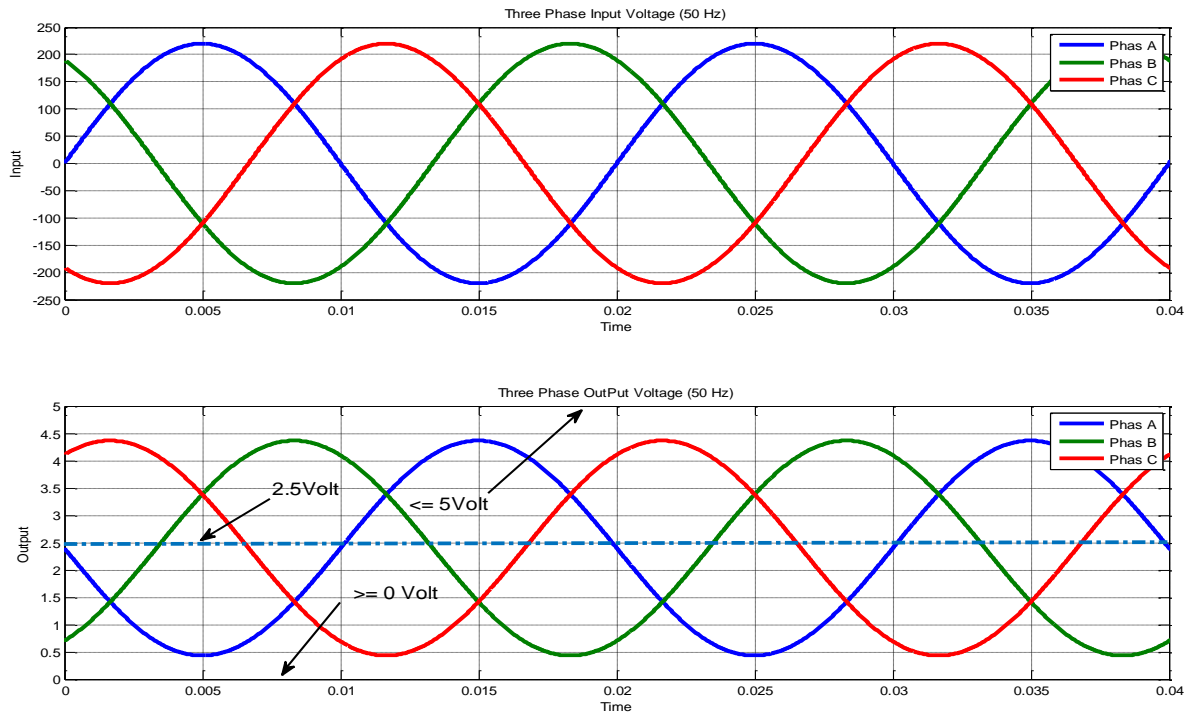 Three Phase Input Voltage (50 Hz)
250
200
150
100
50
0
-50
-100
-150
-200
-250
Input
Phas A
Phas B
Phas C
0 0.005 0.01 0.015 0.02 0.025 0.03 0.035 0.04
Time
Three Phase OutPut Voltage (50 Hz)
5
4.5
4
3.5
3
2.5
2
1.5
1
0.5
0
Output
Phas A
Phas B
Phas C
2.5Volt
<= 5Volt
>= 0 Volt
0 0.005 0.01 0.015 0.02 0.025 0.03 0.035 0.04
Time